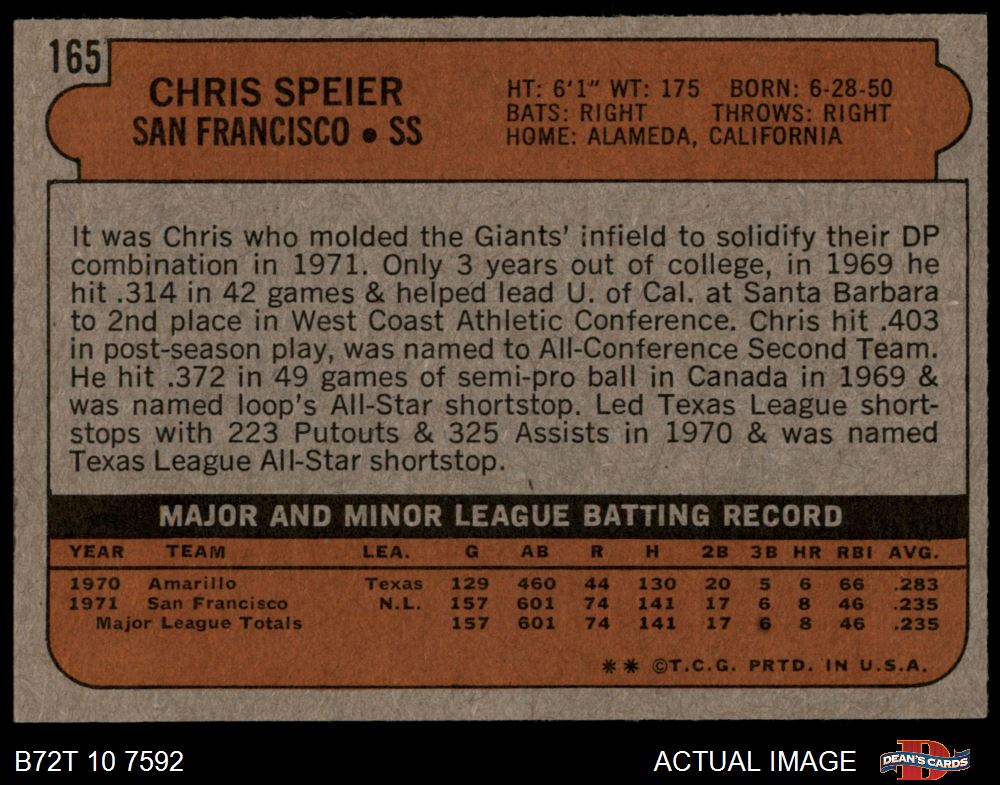 165
CHRIS SPEIER
SAN FRANCISCO • SS
HT: 6'1" WT: 175 BORN: 6-28-50
BATS: RIGHT THROWS: RIGHT
HOME: ALAMEDA, CALIFORNIA
It was Chris who molded the Giants' infield to solidify their DP
combination in 1971. Only 3 years out of college, in 1969 he
hit .314 in 42 games & helped lead U. of Cal. at Santa Barbara
to 2nd place in West Coast Athletic Conference. Chris hit .403
in post-season play, was named to All-Conference Second Team.
He hit .372 in 49 games of semi-pro ball in Canada in 1969 &
was named loop's All-Star shortstop. Led Texas League short-
stops with 223 Putouts & 325 Assists in 1970 & was named
Texas League All-Star shortstop.
MAJOR AND MINOR LEAGUE BATTING RECORD
YEAR TEAM LEA. G AB R H 2B 3B HR RBI AVG.
1970 Amarillo Texas 129 460 44 130 20 5 6 66 .283
1971 San Francisco N.L. 157 601 74 141 17 6 8 46 .235
Major League Totals 157 601 74 141 17 6 8 46 .235
** ©T.C.G. PRTD. IN U.S.A.
B72T 10 7592
ACTUAL IMAGE
D
DEAN'S CARDS